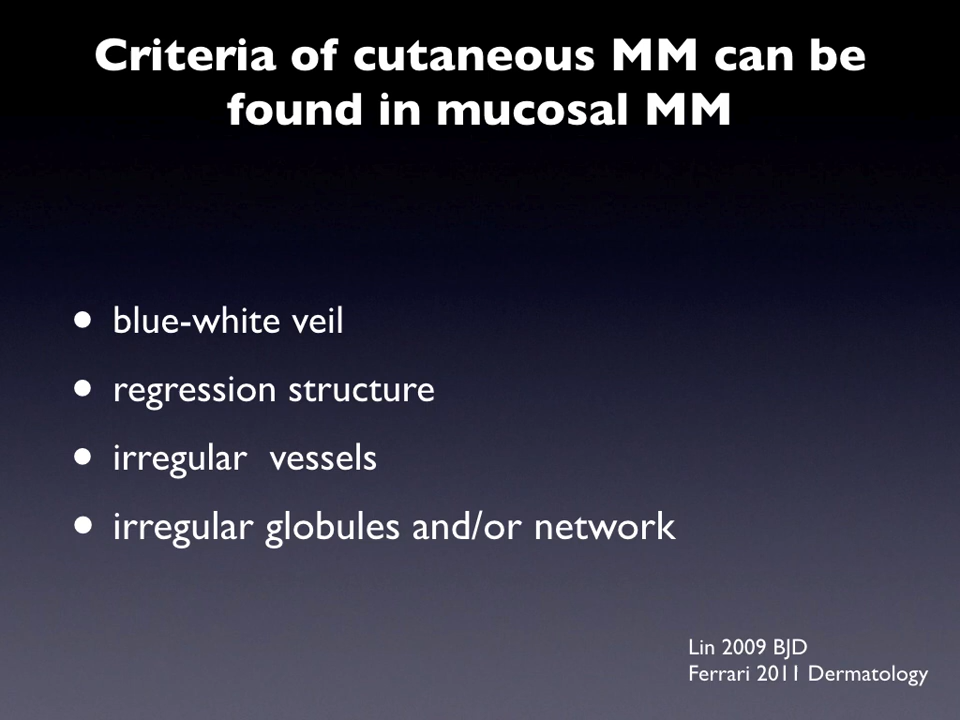 Criteria of cutaneous MM can be
found in mucosal MM
• blue-white veil
• regression structure
• irregular  vessels
• irregular globules and/or network
Lin 2009 BJD
Ferrari 2011 Dermatology